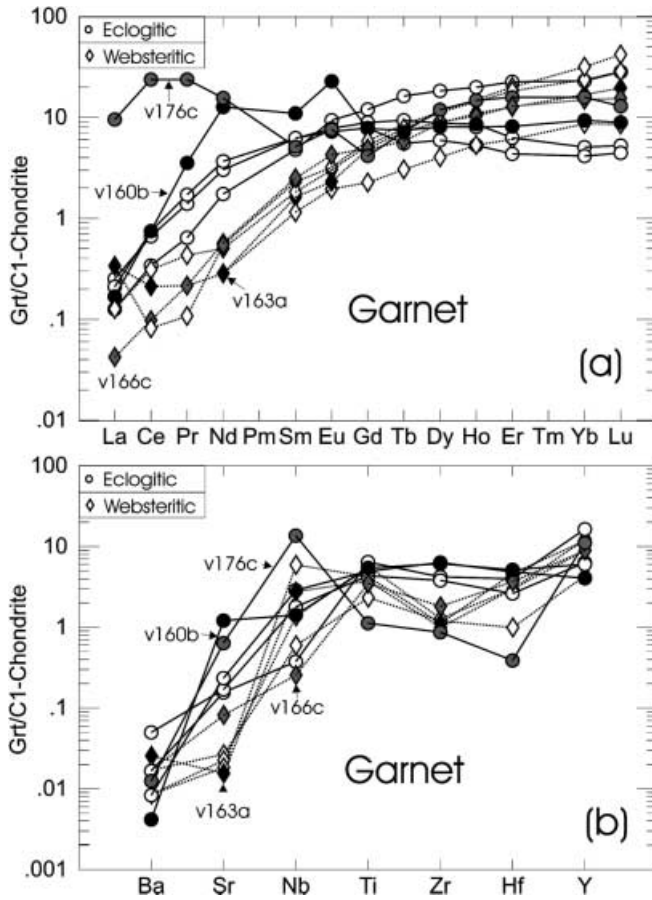 100
Eclogitic
Websteritic
v176c
10
v160b
1
Grt/C1-Chondrite
v163a
.1
Garnet
v166c
(a)
.01
La Ce Pr Nd Pm Sm Eu Gd Tb Dy Ho Er Tm Yb Lu
100
Eclogitic
Websteritic
v176c
10
1
v160b
Grt/C1-Chondrite
.1
v166c
.01
v163a
Garnet
(b)
.001
Ba Sr Nb Ti Zr Hf Y